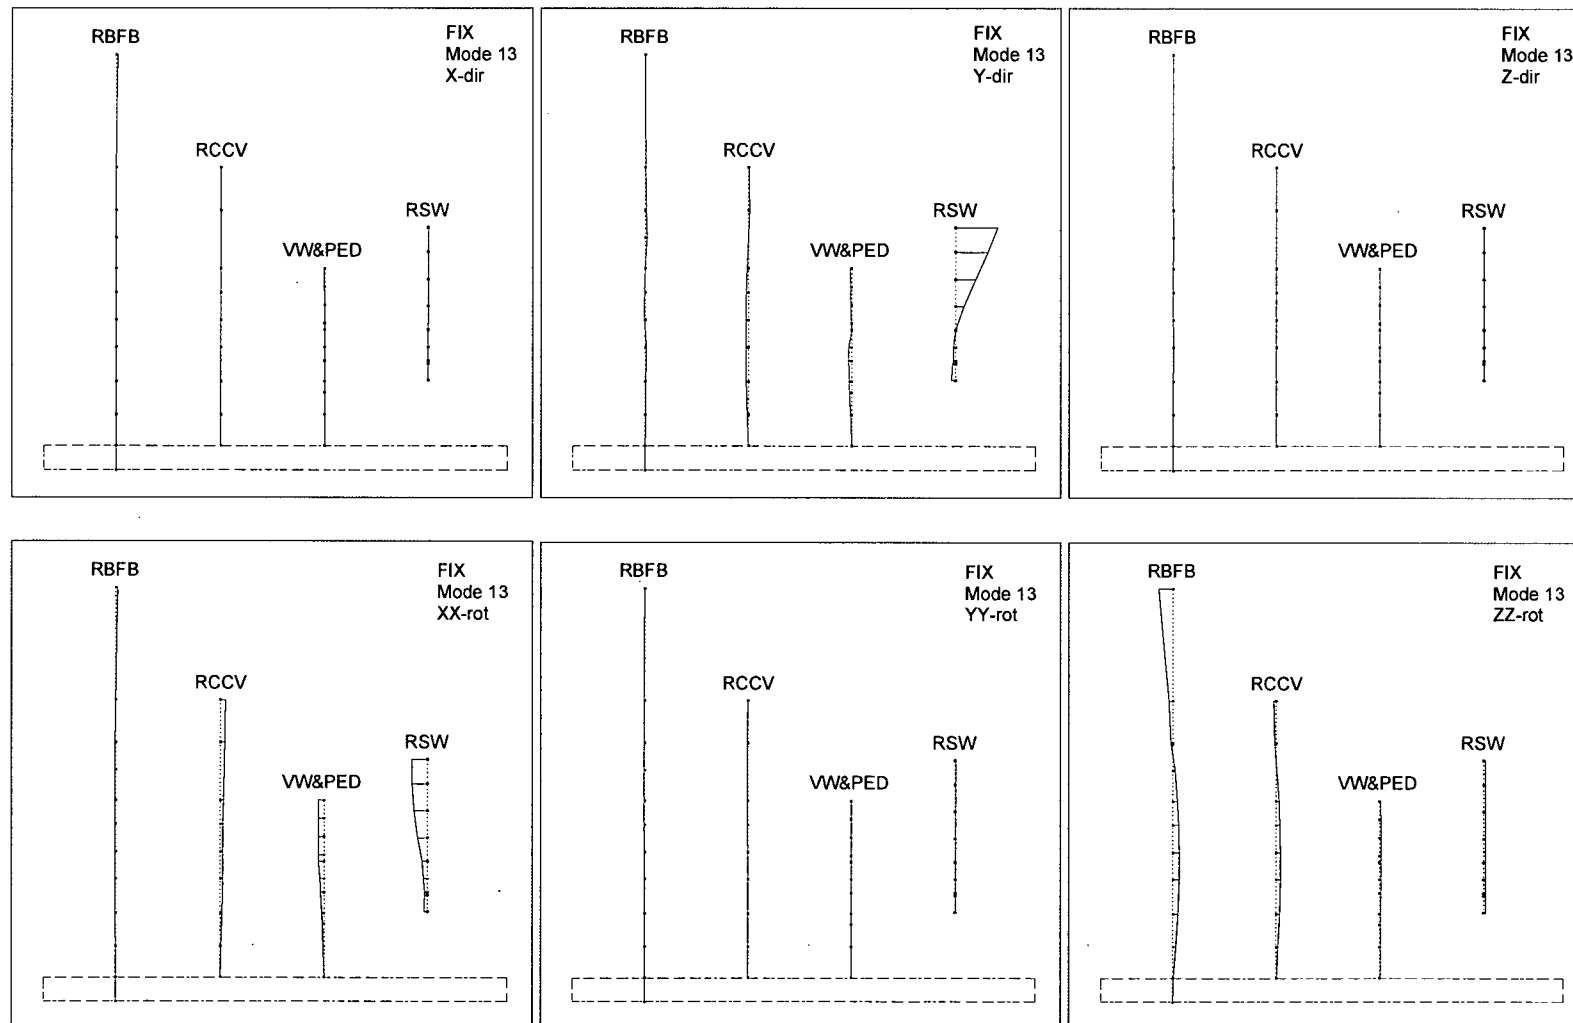 RBFB
FIX
Mode 13
X-dir
RCCV
RSW
VW&PED
RBFB
FIX
Mode 13
Y-dir
RCCV
RSW
VW&PED
RBFB
FIX
Mode 13
Z-dir
RCCV
RSW
VW&PED
RBFB
FIX
Mode 13
XX-rot
RCCV
RSW
VW&PED
RBFB
FIX
Mode 13
YY-rot
RCCV
RSW
VW&PED
RBFB
FIX
Mode 13
ZZ-rot
RCCV
RSW
VW&PED